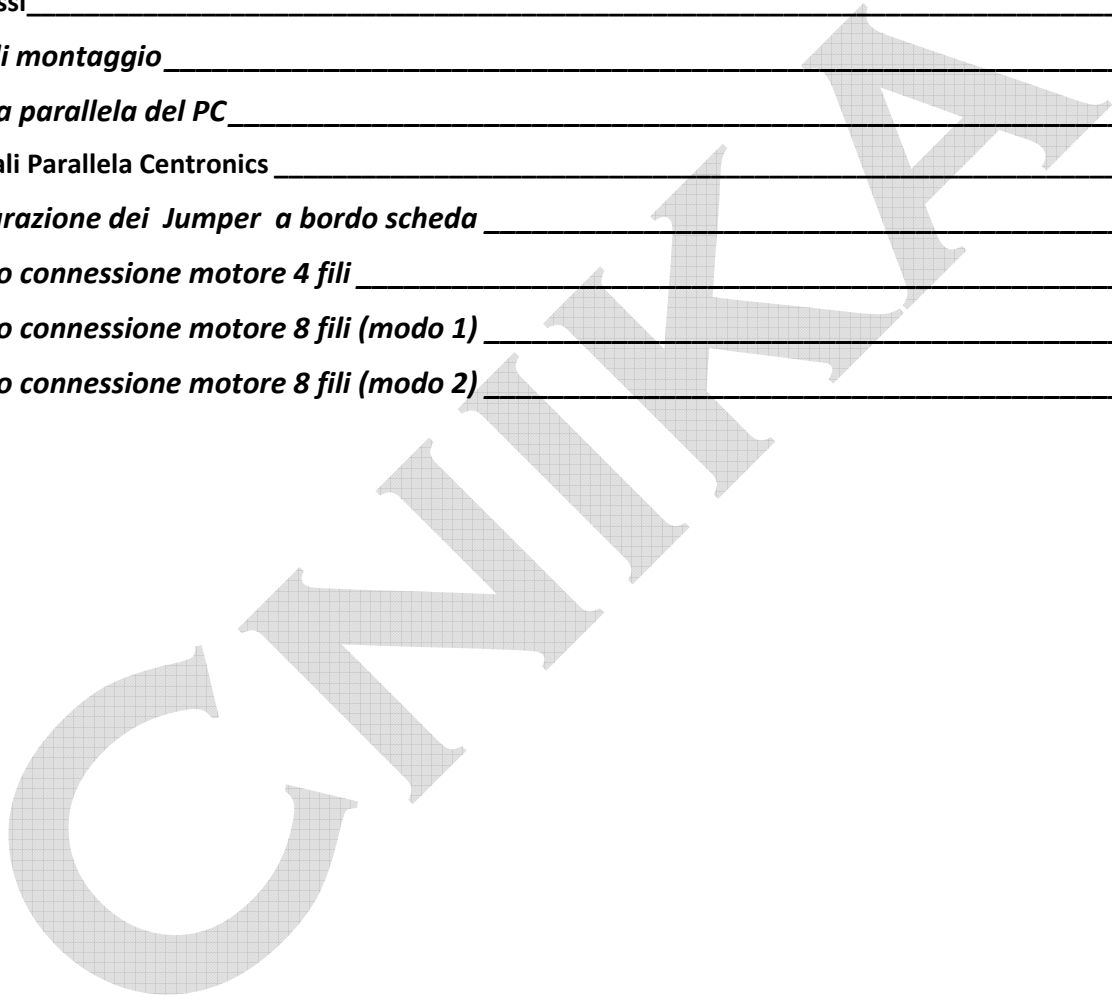 ssi
li montaggio
a parallela del PC
ali Parallela Centronics
urazione dei Jumper a bordo scheda
o connessione motore 4 fili
o connessione motore 8 fili (modo 1)
o connessione motore 8 fili (modo 2)
CNIKA